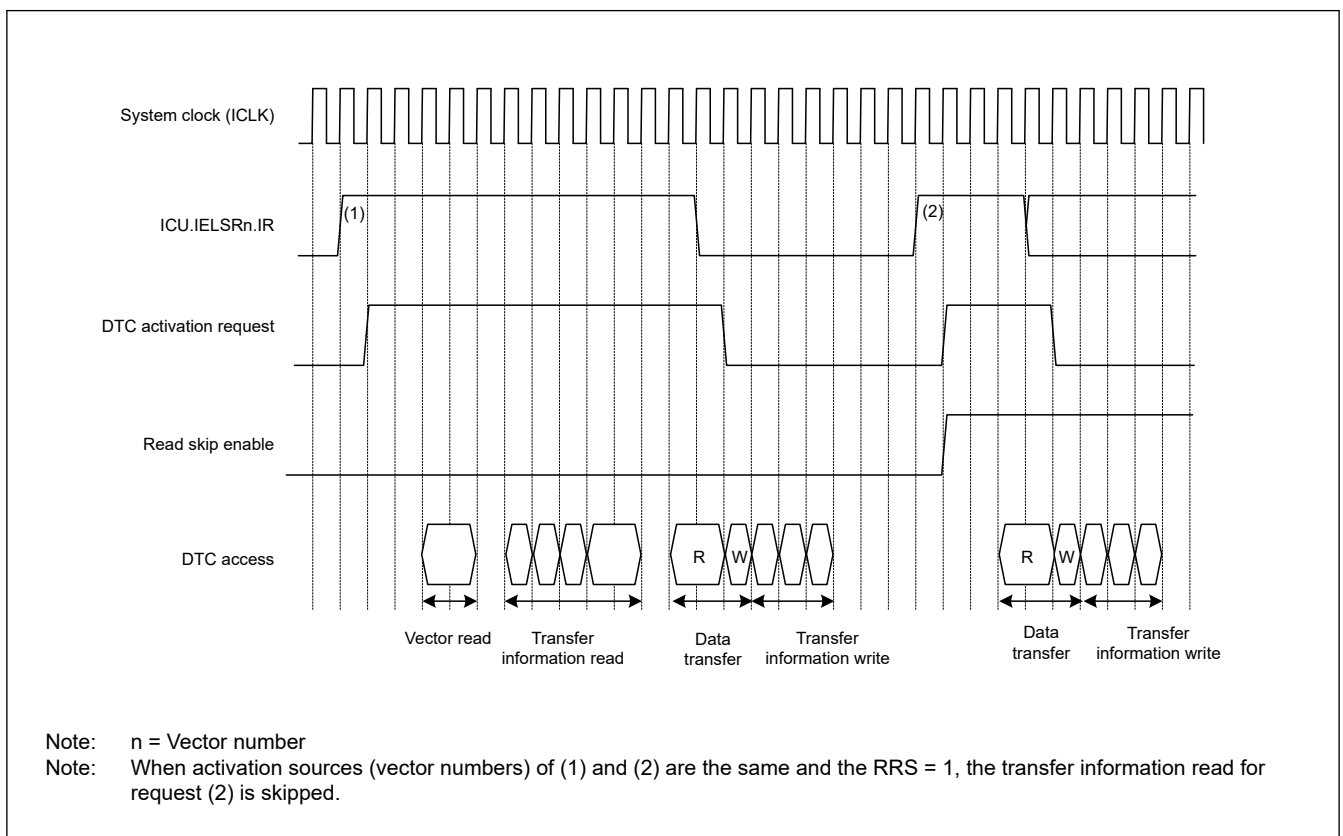 System clock (ICLK)
ICU.IELSRn.IR
(1)
(2)
DTC activation request
Read skip enable
DTC access
R
W
R
W
Vector read
Transfer
information read
Data
transfer
Transfer
information write
Data
transfer
Transfer
information write
Note: n = Vector number
Note: When activation sources (vector numbers) of (1) and (2) are the same and the RRS = 1, the transfer information read for
request (2) is skipped.